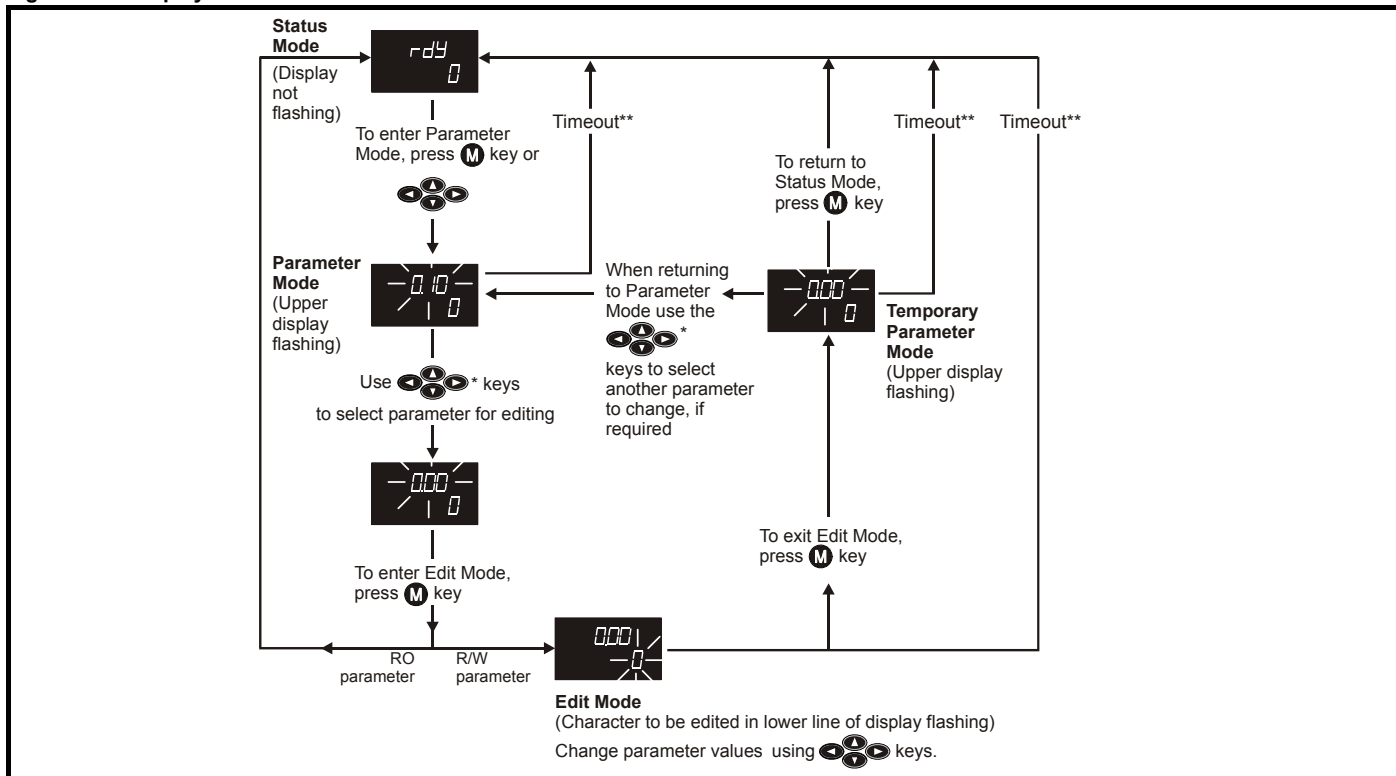 Status
Mode
(Display
not
flashing)
rdy
0
To enter Parameter
Mode, press M key or
Timeout**
Timeout**
Timeout**
To return to
Status Mode,
press M key
Parameter
Mode
(Upper
display
flashing)
0.10
0
When returning
to Parameter
Mode use the
*
keys to select
another parameter
to change, if
required
0.00
0
Temporary
Parameter
Mode
(Upper display
flashing)
Use * keys
to select parameter for editing
0.00
0
To enter Edit Mode,
press M key
To exit Edit Mode,
press M key
RO
parameter
R/W
parameter
0.00
0
Edit Mode
(Character to be edited in lower line of display flashing)
Change parameter values using keys.